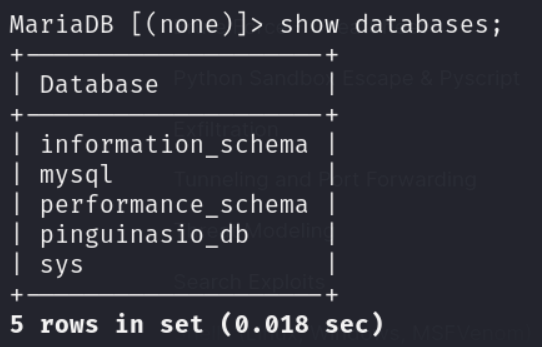 MariaDB [(none)]> show databases;
+--------------------+
| Database           |
+--------------------+
| information_schema |
| mysql              |
| performance_schema |
| pinguinasio_db     |
| sys                |
+--------------------+
5 rows in set (0.018 sec)
Python Sandbox Escape & Pyscript
Exfiltration
Tunneling and Port Forwarding
Modeling
Search Exploits